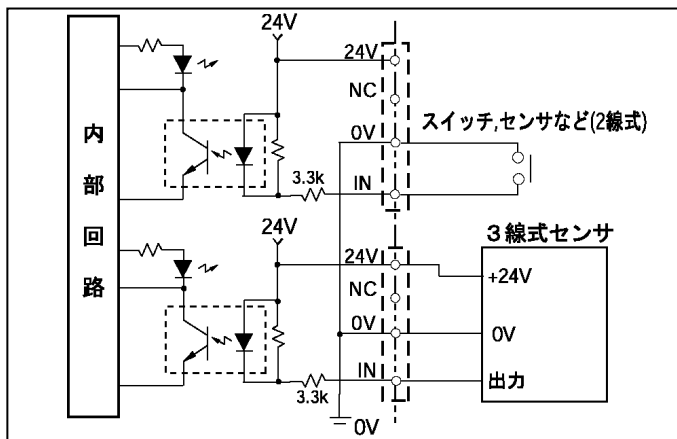 24V
24V
NC
スイッチ,センサなど(2線式)
0V
3.3k
IN
内部回路
24V
3線式センサ
24V
+24V
NC
0V
0V
IN
出力
3.3k
0V